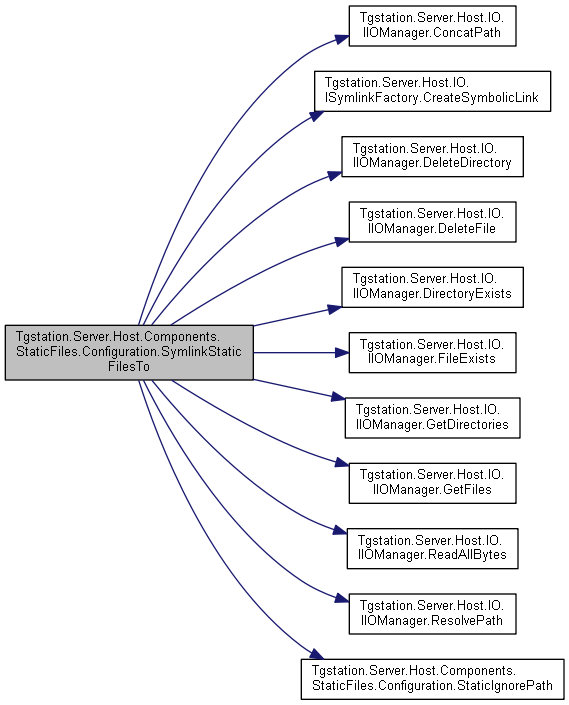 Tgstation.Server.Host.IO.
IIOManager.ConcatPath
Tgstation.Server.Host.IO.
ISymlinkFactory.CreateSymbolicLink
Tgstation.Server.Host.IO.
IIOManager.DeleteDirectory
Tgstation.Server.Host.IO.
IIOManager.DeleteFile
Tgstation.Server.Host.IO.
IIOManager.DirectoryExists
Tgstation.Server.Host.Components.
StaticFiles.Configuration.SymlinkStatic
FilesTo
Tgstation.Server.Host.IO.
IIOManager.FileExists
Tgstation.Server.Host.IO.
IIOManager.GetDirectories
Tgstation.Server.Host.IO.
IIOManager.GetFiles
Tgstation.Server.Host.IO.
IIOManager.ReadAllBytes
Tgstation.Server.Host.IO.
IIOManager.ResolvePath
Tgstation.Server.Host.Components.
StaticFiles.Configuration.StaticIgnorePath